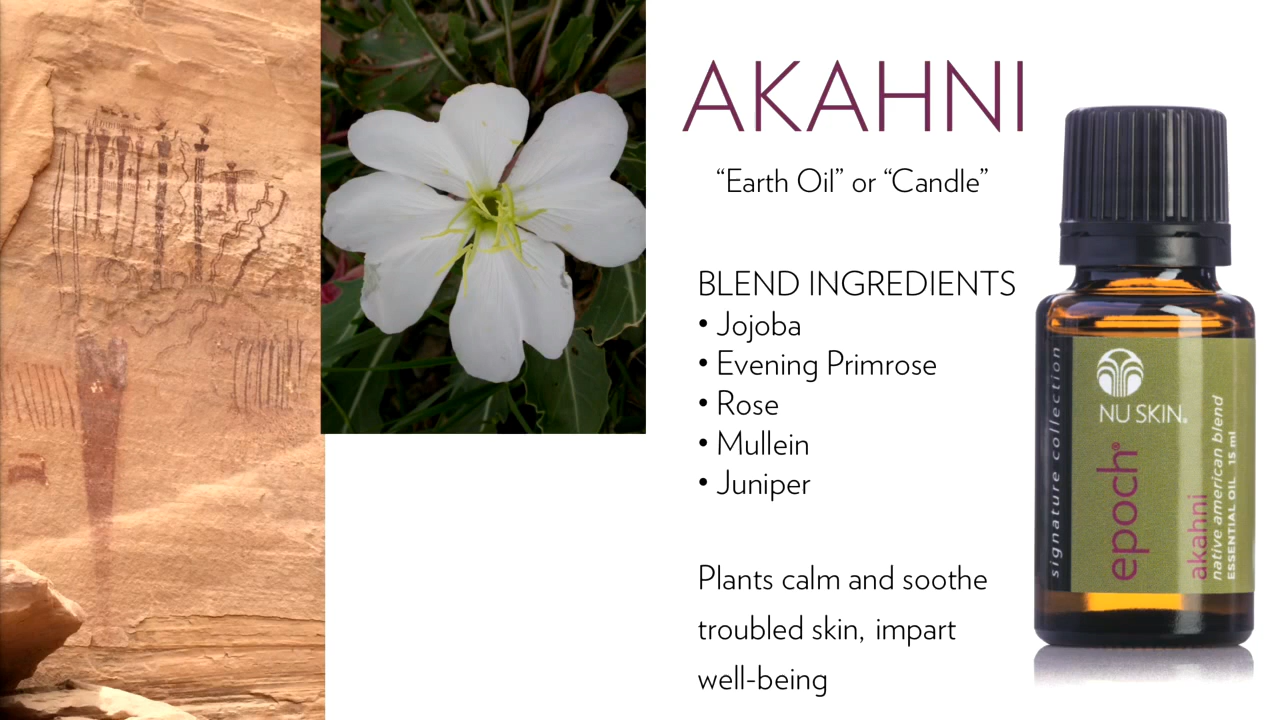 AKAHNI
“Earth Oil” or “Candle”
BLEND INGREDIENTS
• Jojoba
• Evening Primrose
• Rose
• Mullein
• Juniper
Plants calm and soothe
troubled skin, impart
well-being
signature collection
NU SKIN®
epoch®
akahni
native american blend
ESSENTIAL OIL 15 ml